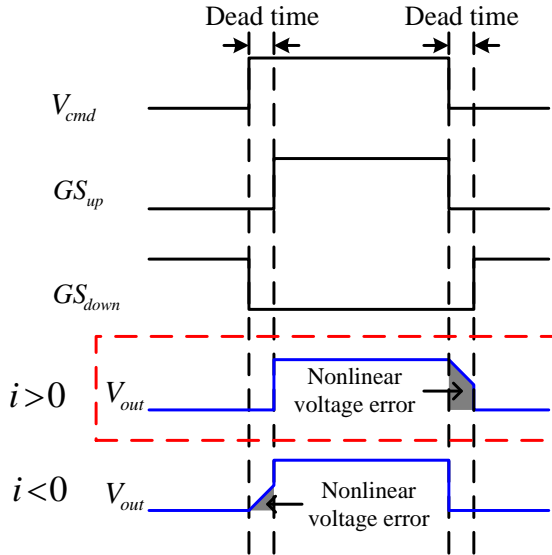 Dead time Dead time
V_cmd
GS_up
GS_down
i>0 V_out Nonlinear
voltage error
i<0 V_out Nonlinear
voltage error